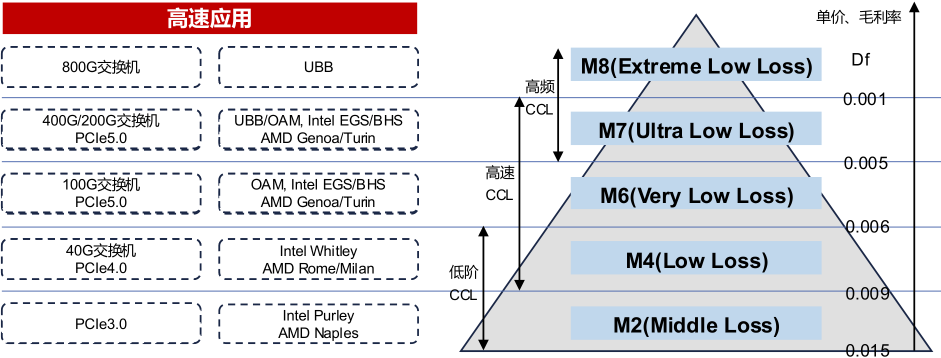 高速应用
单价、毛利率
800G交换机
UBB
高频
CCL
M8(Extreme Low Loss)
Df
0.001
400G/200G交换机
PCIe5.0
UBB/OAM, Intel EGS/BHS
AMD Genoa/Turin
M7(Ultra Low Loss)
0.005
100G交换机
PCIe5.0
OAM, Intel EGS/BHS
AMD Genoa/Turin
高速
CCL
M6(Very Low Loss)
0.006
40G交换机
PCIe4.0
Intel Whitley
AMD Rome/Milan
低阶
CCL
M4(Low Loss)
0.009
PCIe3.0
Intel Purley
AMD Naples
M2(Middle Loss)
0.015